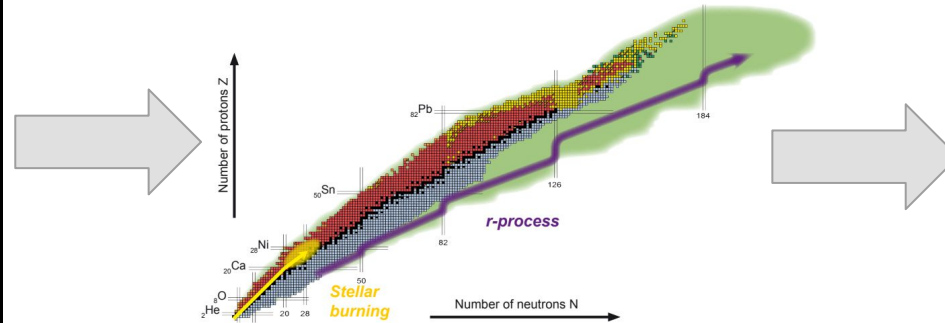 Number of protons Z
184
82Pb
126
50Sn
r-process
82
28Ni
20Ca
50
8O
Stellar
burning
2He
20 28
Number of neutrons N